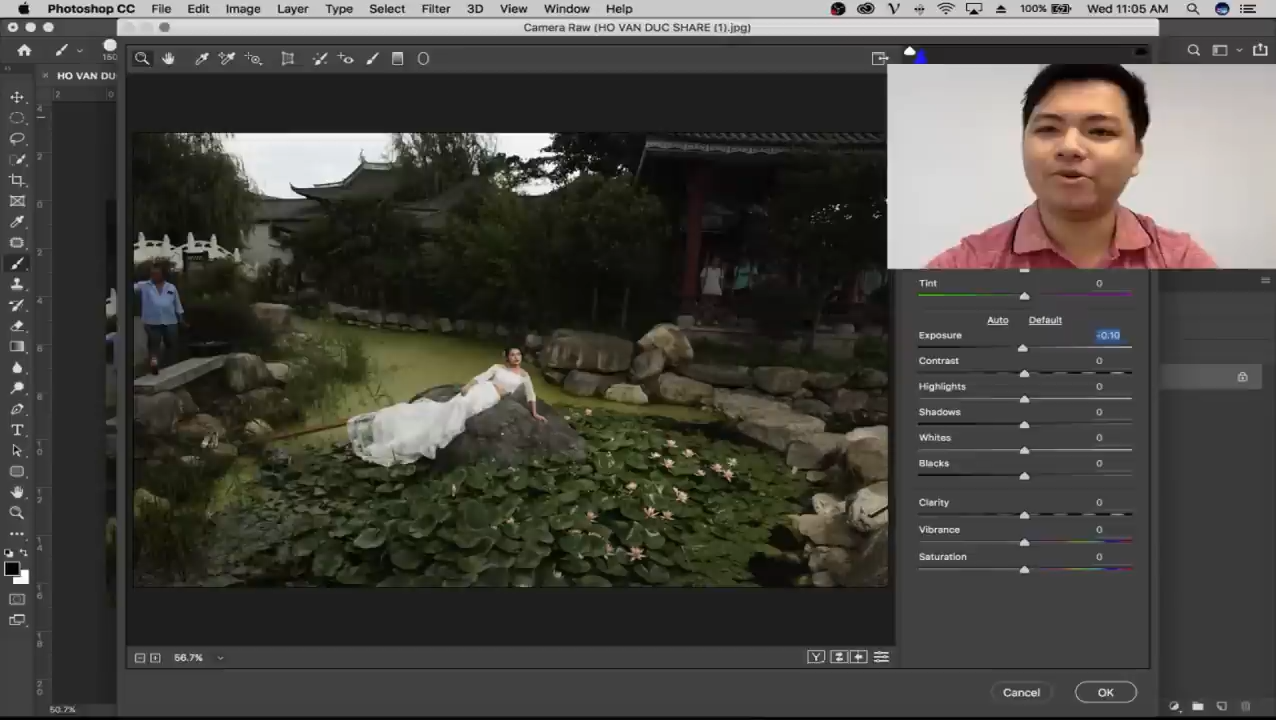 Photoshop CC File Edit Image Layer Type Select Filter 3D View Window Help 100% Wed 11:05 AM
Camera Raw (HO VAN DUC SHARE (1).jpg)
HO VAN DU
Tint 0
Auto Default
Exposure -0.10
Contrast 0
Highlights 0
Shadows 0
Whites 0
Blacks 0
Clarity 0
Vibrance 0
Saturation 0
56.7%
Cancel OK
50.7%